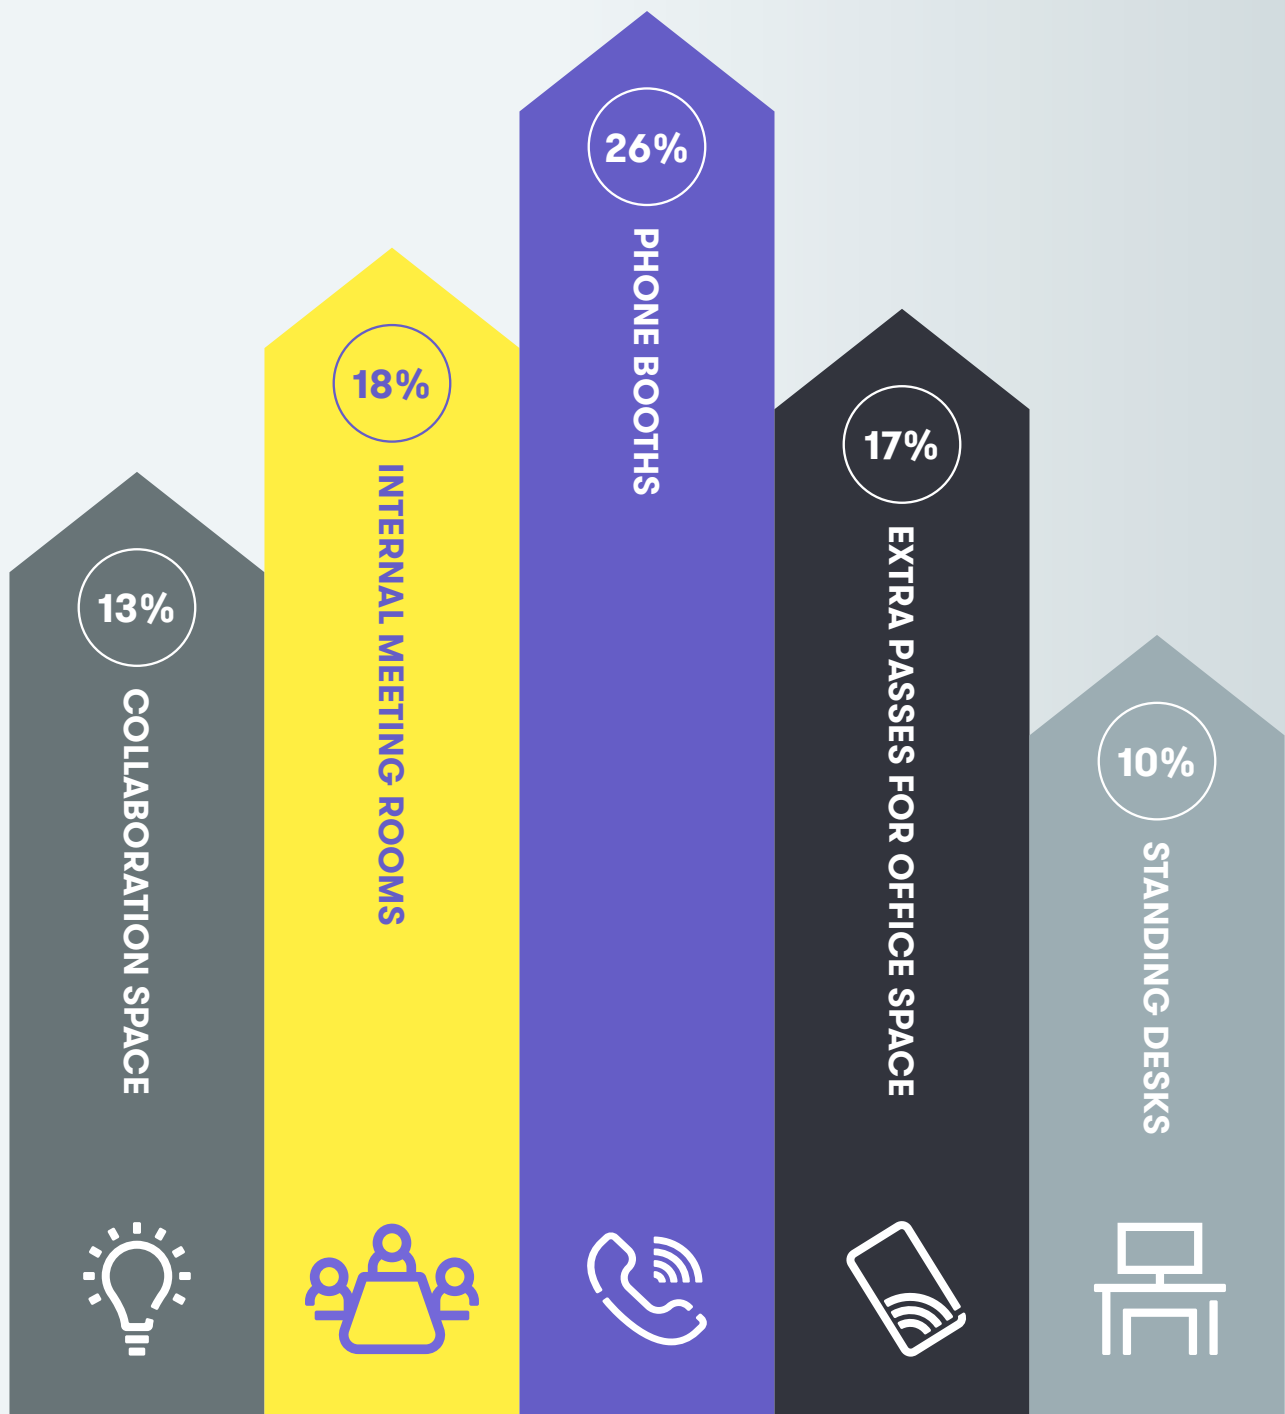 13%
COLLABORATION SPACE
18%
INTERNAL MEETING ROOMS
26%
PHONE BOOTHS
17%
EXTRA PASSES FOR OFFICE SPACE
10%
STANDING DESKS